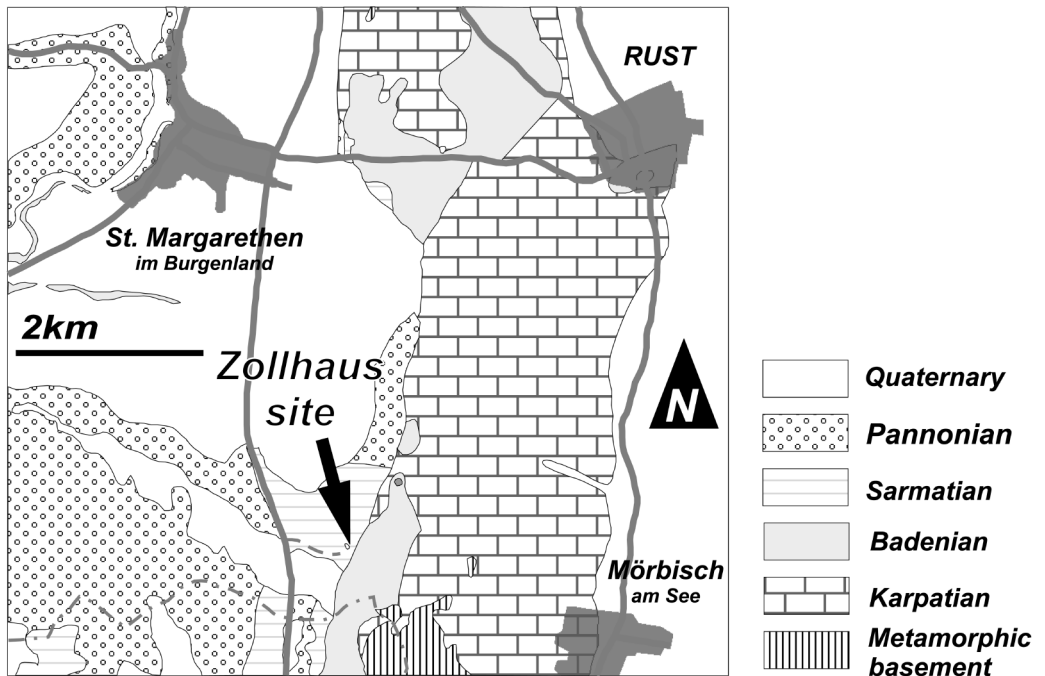 RUST
St. Margarethen
im Burgenland
2km
Zollhaus
site
N
Mörbisch
am See
Quaternary
Pannonian
Sarmatian
Badenian
Karpatian
Metamorphic
basement